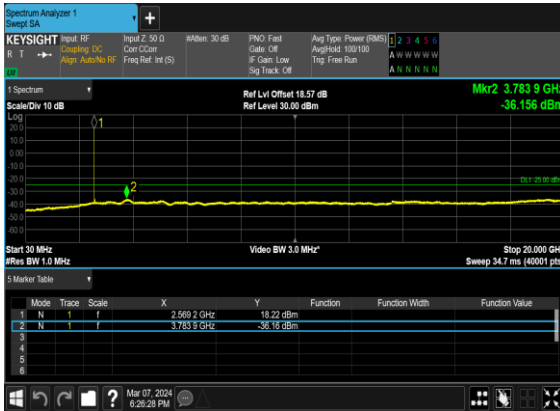 Spectrum Analyzer 1
Swept SA
+
KEYSIGHT
R T
Input: RF
Coupling: DC
Align: Auto/No RF
Input Z: 50 Ω
Corr CCorr
Freq Ref: Int (S)
#Atten: 30 dB
PNO: Fast
Gate: Off
IF Gain: Low
Sig Track: Off
Avg Type: Power (RMS)
Avg|Hold: 100/100
Trig: Free Run
1 2 3 4 5 6
A W W W W W
A N N N N N
1 Spectrum
Scale/Div 10 dB
Ref Lvl Offset 18.57 dB
Ref Level 30.00 dBm
Mkr2 3.783 9 GHz
-36.156 dBm
Log
20.0
10.0
0.00
-10.0
-20.0
-30.0
-40.0
-50.0
-60.0
1
2
DL1 -25.00 dBm
Start 30 MHz
#Res BW 1.0 MHz
Video BW 3.0 MHz*
Stop 20.000 GH
Sweep 34.7 ms (40001 pts
5 Marker Table
Mode Trace Scale X Y Function Function Width Function Value
1 N 1 f 2.569 2 GHz 18.22 dBm
2 N 1 f 3.783 9 GHz -36.16 dBm
3
4
5
6
?
Mar 07, 2024
6:26:28 PM